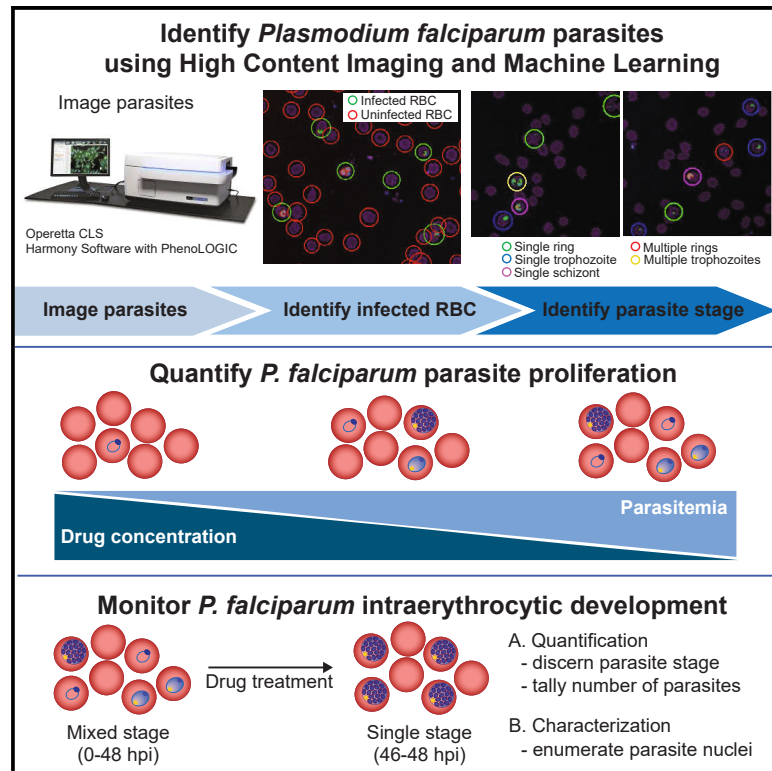 Identify Plasmodium falciparum parasites
using High Content Imaging and Machine Learning
Image parasites
Operetta CLS
Harmony Software with PhenoLOGIC
Infected RBC
Uninfected RBC
Single ring
Single trophozoite
Single schizont
Multiple rings
Multiple trophozoites
Image parasites
Identify infected RBC
Identify parasite stage
Quantify P. falciparum parasite proliferation
Parasitemia
Drug concentration
Monitor P. falciparum intraerythrocytic development
Drug treatment
Mixed stage
(0-48 hpi)
Single stage
(46-48 hpi)
A. Quantification
- discern parasite stage
- tally number of parasites
B. Characterization
- enumerate parasite nuclei